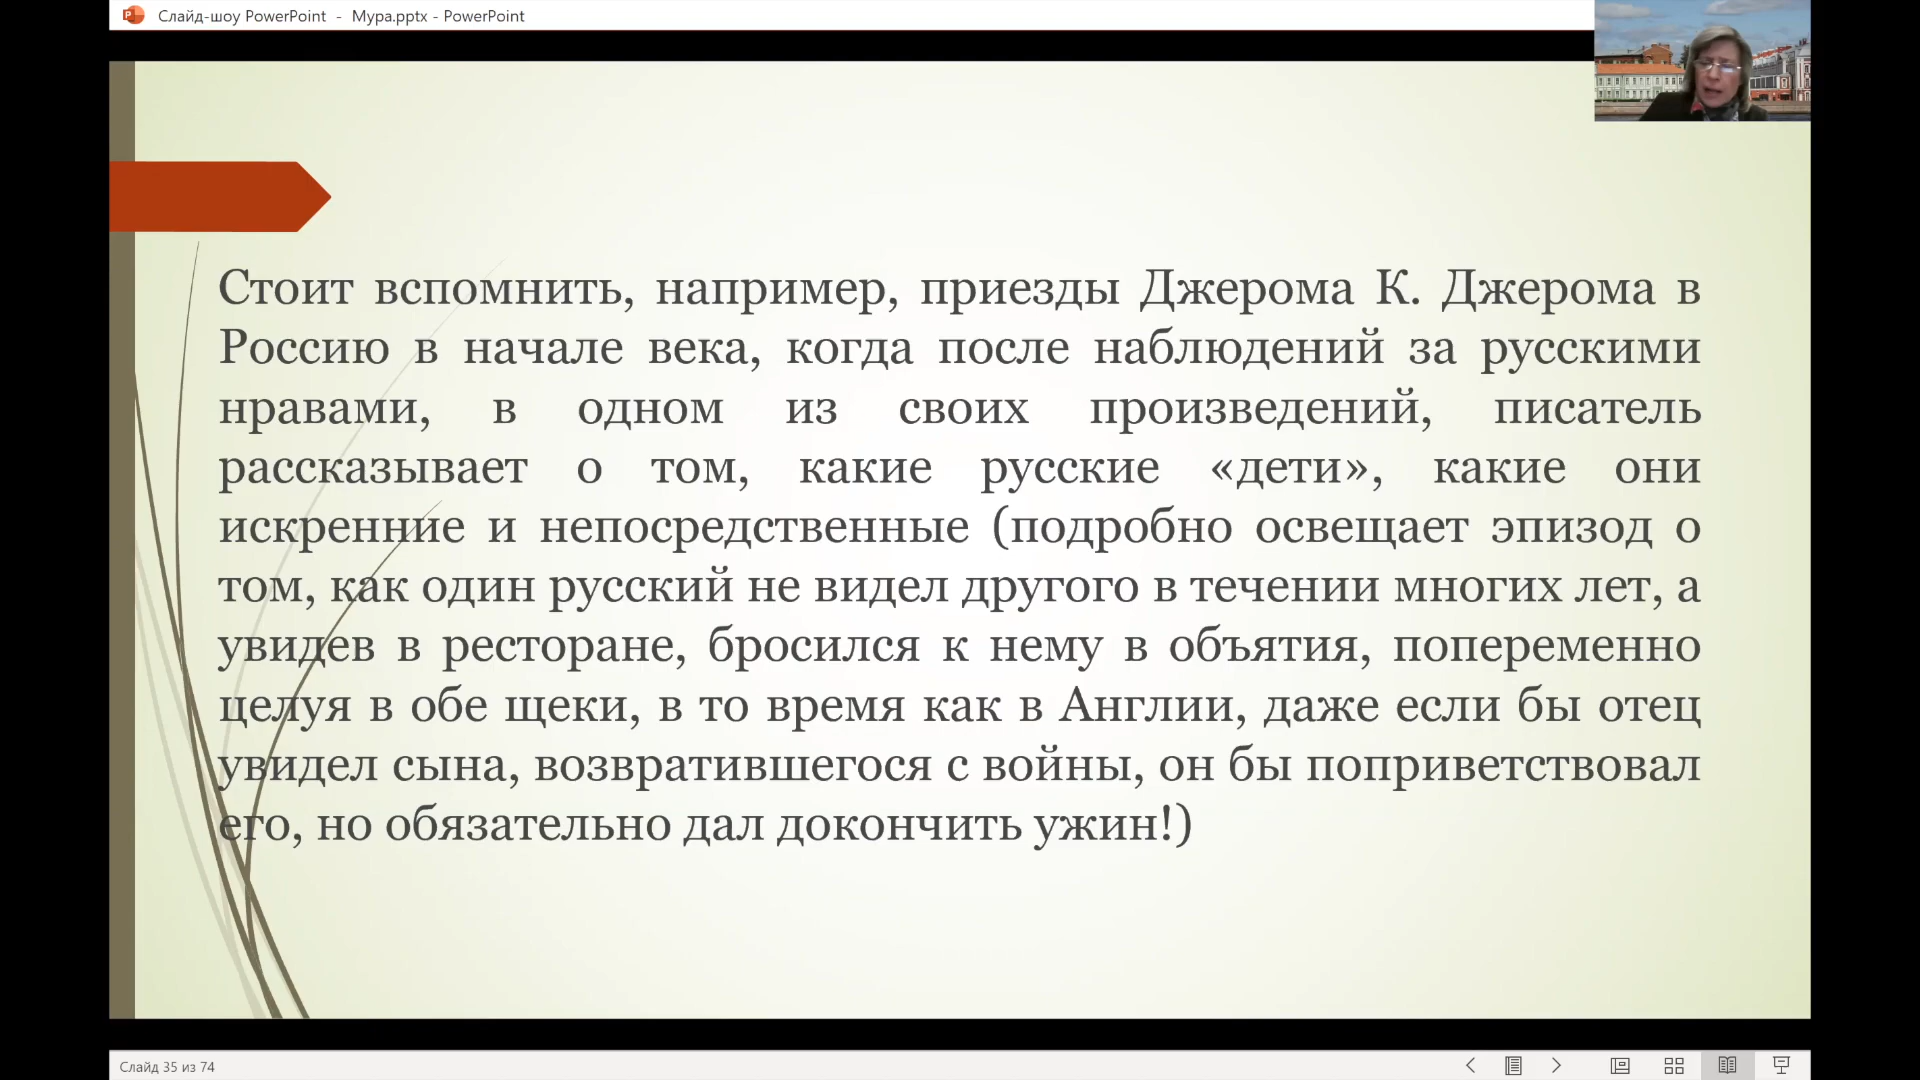 Слайд-шоу PowerPoint - Мура.pptx - PowerPoint
Стоит вспомнить, например, приезды Джерома К. Джерома в
Россию в начале века, когда после наблюдений за русскими
нравами, в одном из своих произведений, писатель
рассказывает о том, какие русские «дети», какие они
искренние и непосредственные (подробно освещает эпизод о
том, как один русский не видел другого в течении многих лет, а
увидев в ресторане, бросился к нему в объятия, попеременно
целуя в обе щеки, в то время как в Англии, даже если бы отец
увидел сына, возвратившегося с войны, он бы поприветствовал
его, но обязательно дал докончить ужин!)
Слайд 35 из 74